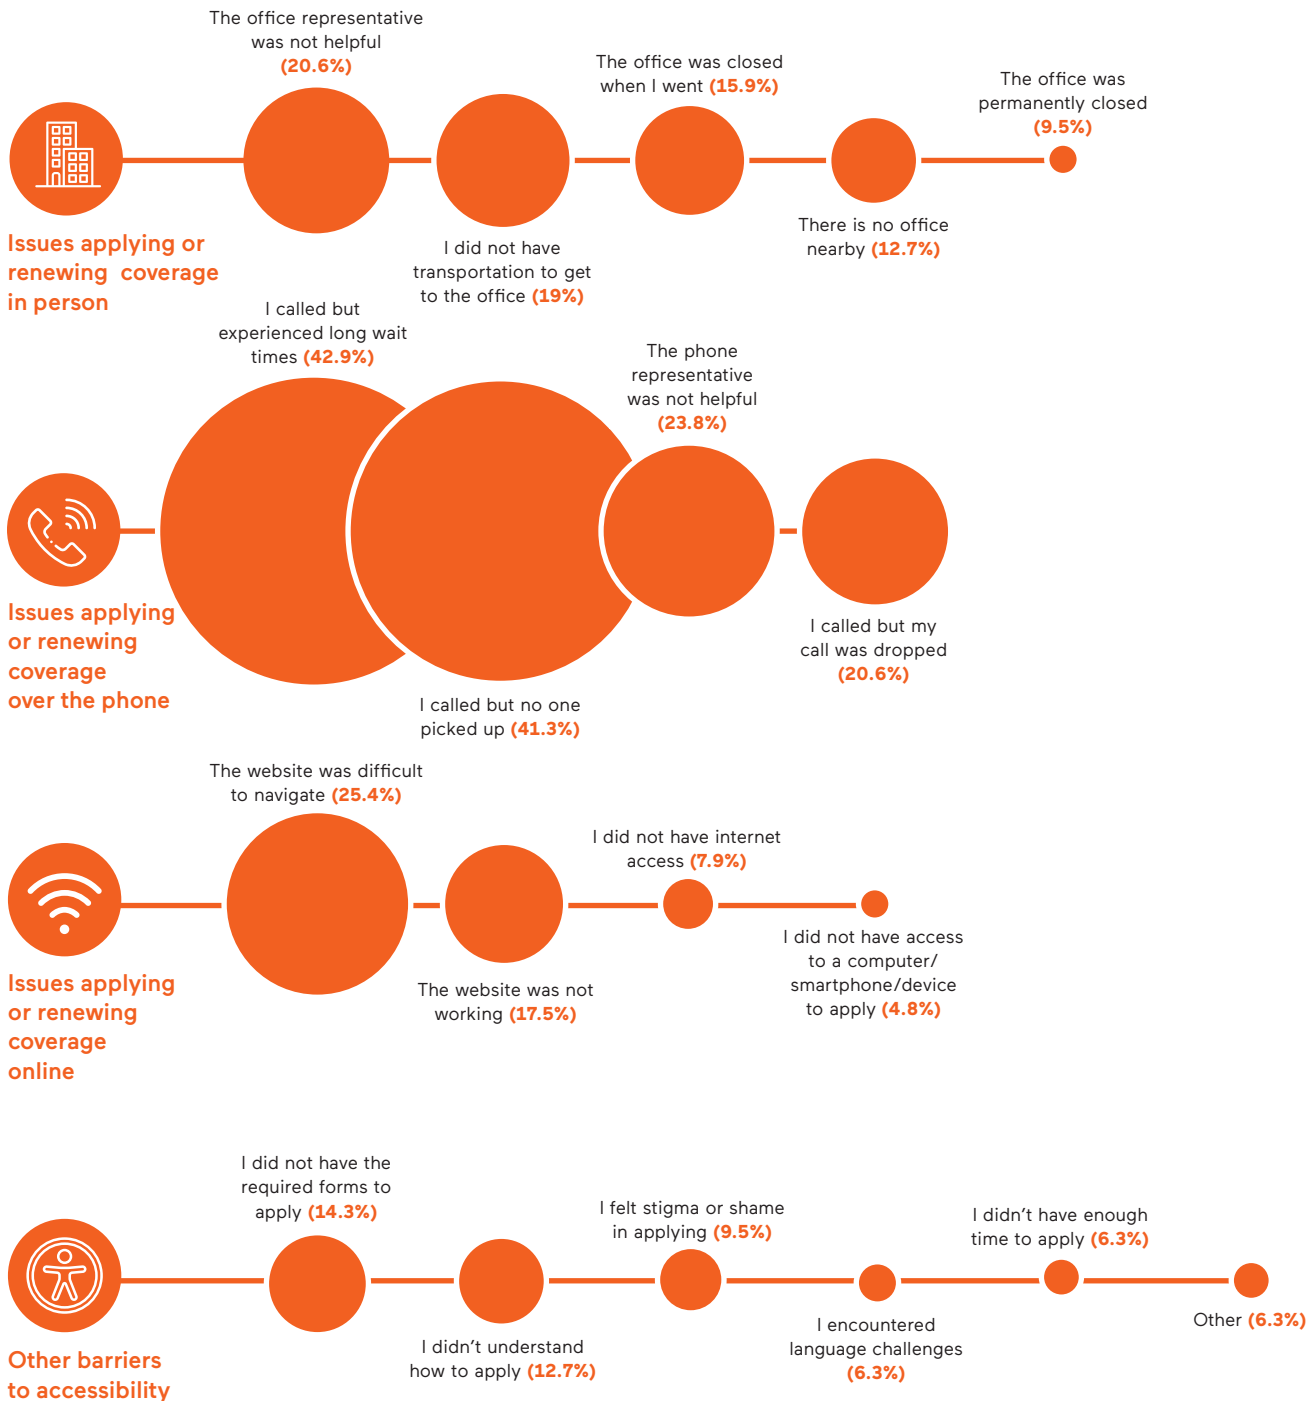 The office representative
was not helpful
(20.6%)
The office was closed
when I went (15.9%)
The office was
permanently closed
(9.5%)
Issues applying or
renewing  coverage
in person
I did not have
transportation to get
to the office (19%)
There is no office
nearby (12.7%)
I called but
experienced long wait
times (42.9%)
The phone
representative
was not helpful
(23.8%)
Issues applying
or renewing
coverage
over the phone
I called but no one
picked up (41.3%)
I called but my
call was dropped
(20.6%)
The website was difficult
to navigate (25.4%)
I did not have internet
access (7.9%)
Issues applying
or renewing
coverage
online
The website was not
working (17.5%)
I did not have access
to a computer/
smartphone/device
to apply (4.8%)
I did not have the
required forms to
apply (14.3%)
I felt stigma or shame
in applying (9.5%)
I didn’t have enough
time to apply (6.3%)
Other barriers
to accessibility
I didn’t understand
how to apply (12.7%)
I encountered
language challenges
(6.3%)
Other (6.3%)